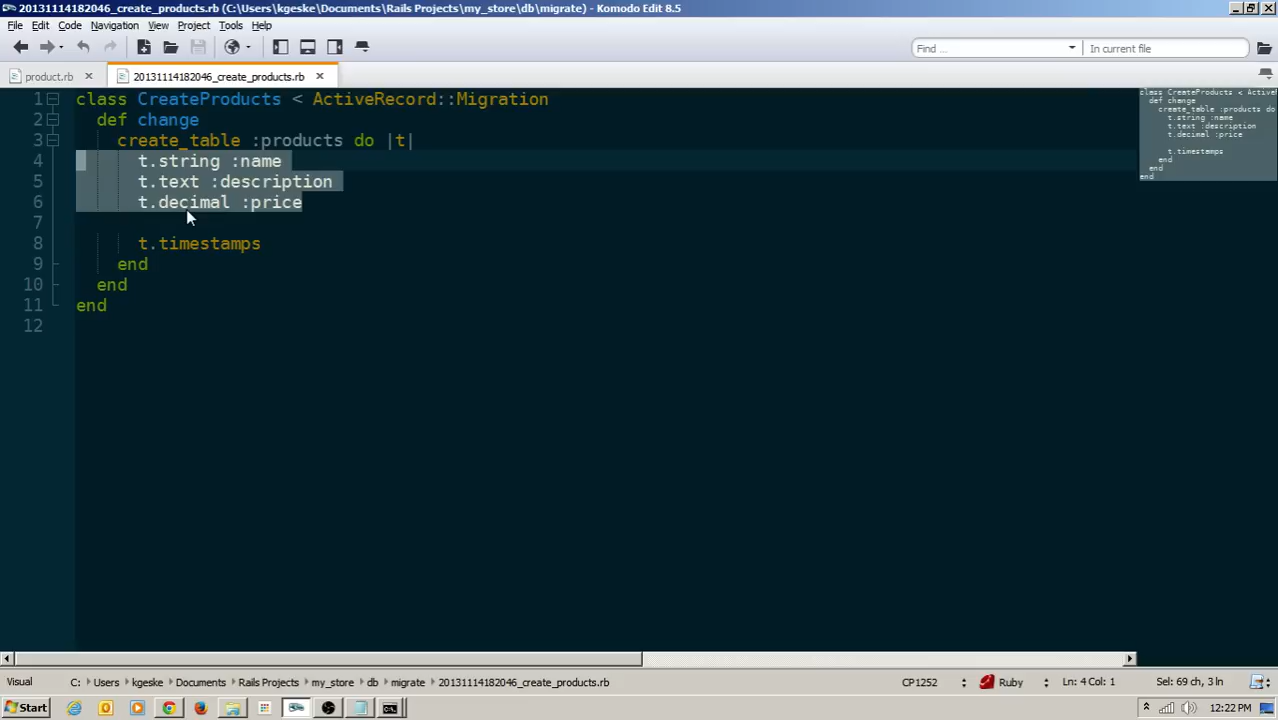 20131114182046_create_products.rb (C:\Users\kgeske\Documents\Rails Projects\my_store\db\migrate) - Komodo Edit 8.5
File Edit Code Navigation View Project Tools Help
Find ... In current file
product.rb 20131114182046_create_products.rb
1 class CreateProducts < ActiveRecord::Migration
2 def change
3 create_table :products do |t|
4 t.string :name
5 t.text :description
6 t.decimal :price
7
8 t.timestamps
9 end
10 end
11 end
12
class CreateProducts < ActiveE
def change
create_table :products do
t.string :name
t.text :description
t.decimal :price
t.timestamps
end
end
end
Visual C: Users kgeske Documents Rails Projects my_store db migrate 20131114182046_create_products.rb CP1252 Ruby Ln: 4 Col: 1 Sel: 69 ch, 3 ln
Start 12:22 PM